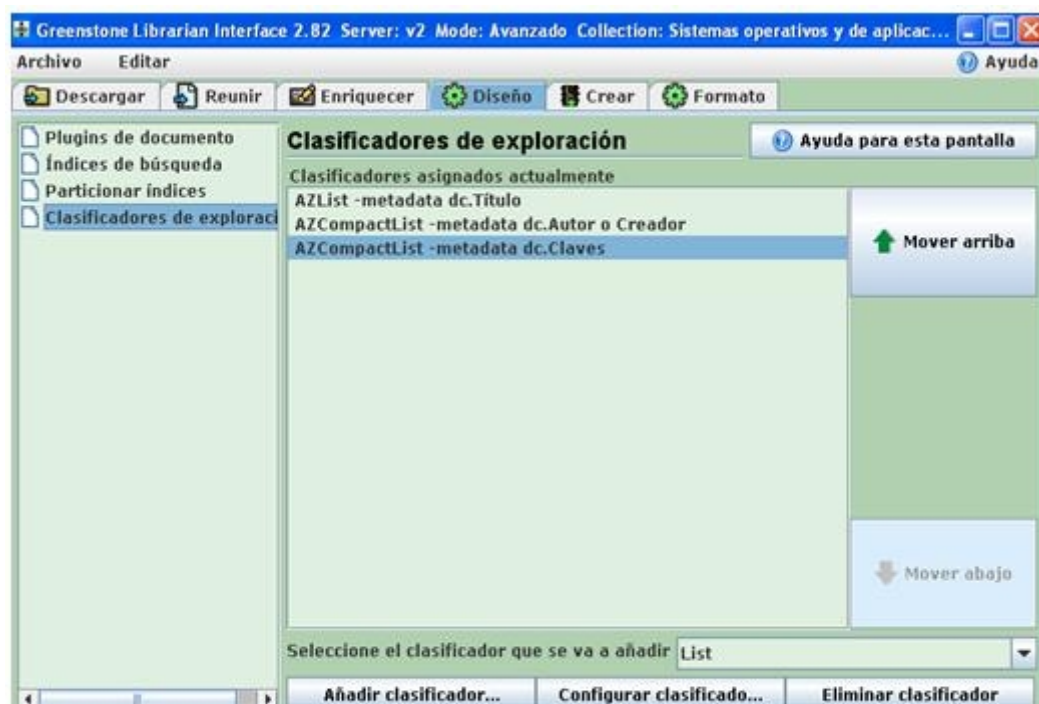 Greenstone Librarian Interface 2.82 Server: v2 Mode: Avanzado Collection: Sistemas operativos y de aplicac...
Archivo Editar Ayuda
Descargar Reunir Enriquecer Diseño Crear Formato
Plugins de documento
Índices de búsqueda
Particionar índices
Clasificadores de exploraci
Clasificadores de exploración
Ayuda para esta pantalla
Clasificadores asignados actualmente
AZList -metadata dc.Título
AZCompactList -metadata dc.Autor o Creador
AZCompactList -metadata dc.Claves
Mover arriba
Mover abajo
Seleccione el clasificador que se va a añadir List
Añadir clasificador... Configurar clasificado... Eliminar clasificador